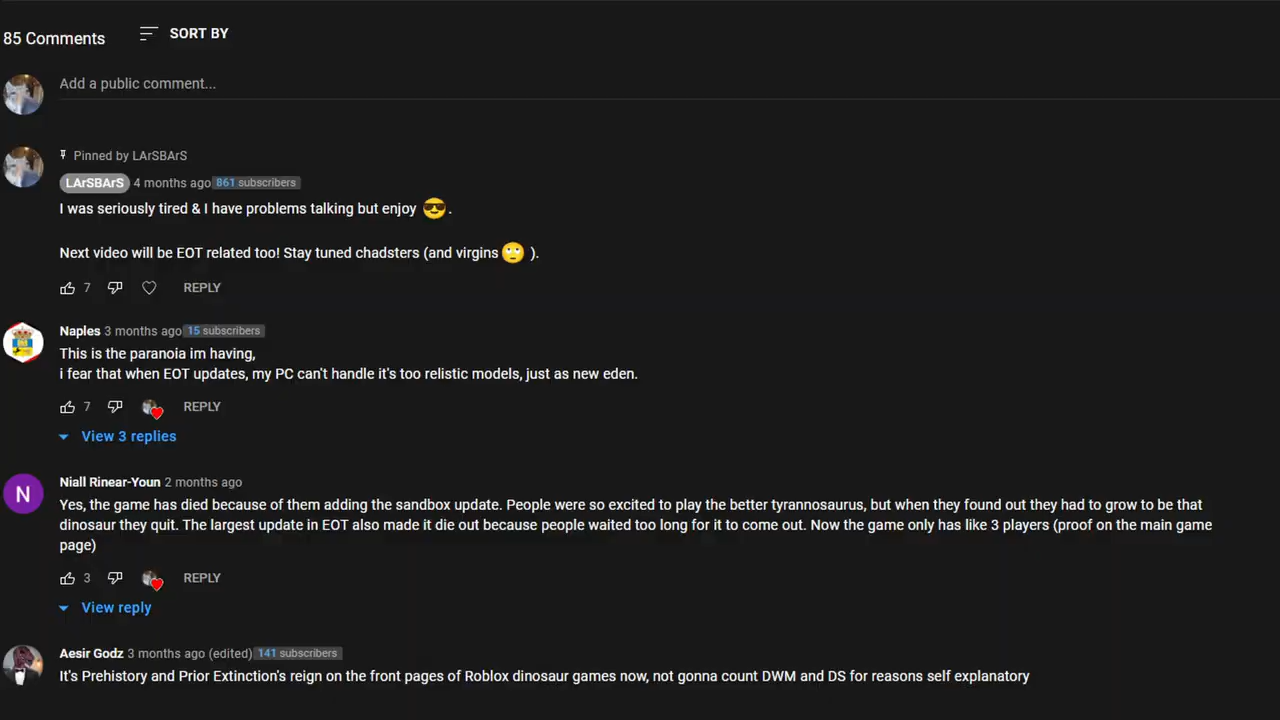 85 Comments
SORT BY
Add a public comment...
Pinned by LArSBArS
LArSBArS 4 months ago 861 subscribers
I was seriously tired & I have problems talking but enjoy 😎.
Next video will be EOT related too! Stay tuned chadsters (and virgins🙄 ).
7 REPLY
Naples 3 months ago 15 subscribers
This is the paranoia im having,
i fear that when EOT updates, my PC can't handle it's too relistic models, just as new eden.
7 REPLY
View 3 replies
N
Niall Rinear-Youn 2 months ago
Yes, the game has died because of them adding the sandbox update. People were so excited to play the better tyrannosaurus, but when they found out they had to grow to be that
dinosaur they quit. The largest update in EOT also made it die out because people waited too long for it to come out. Now the game only has like 3 players (proof on the main game
page)
3 REPLY
View reply
Aesir Godz 3 months ago (edited) 141 subscribers
It's Prehistory and Prior Extinction's reign on the front pages of Roblox dinosaur games now, not gonna count DWM and DS for reasons self explanatory